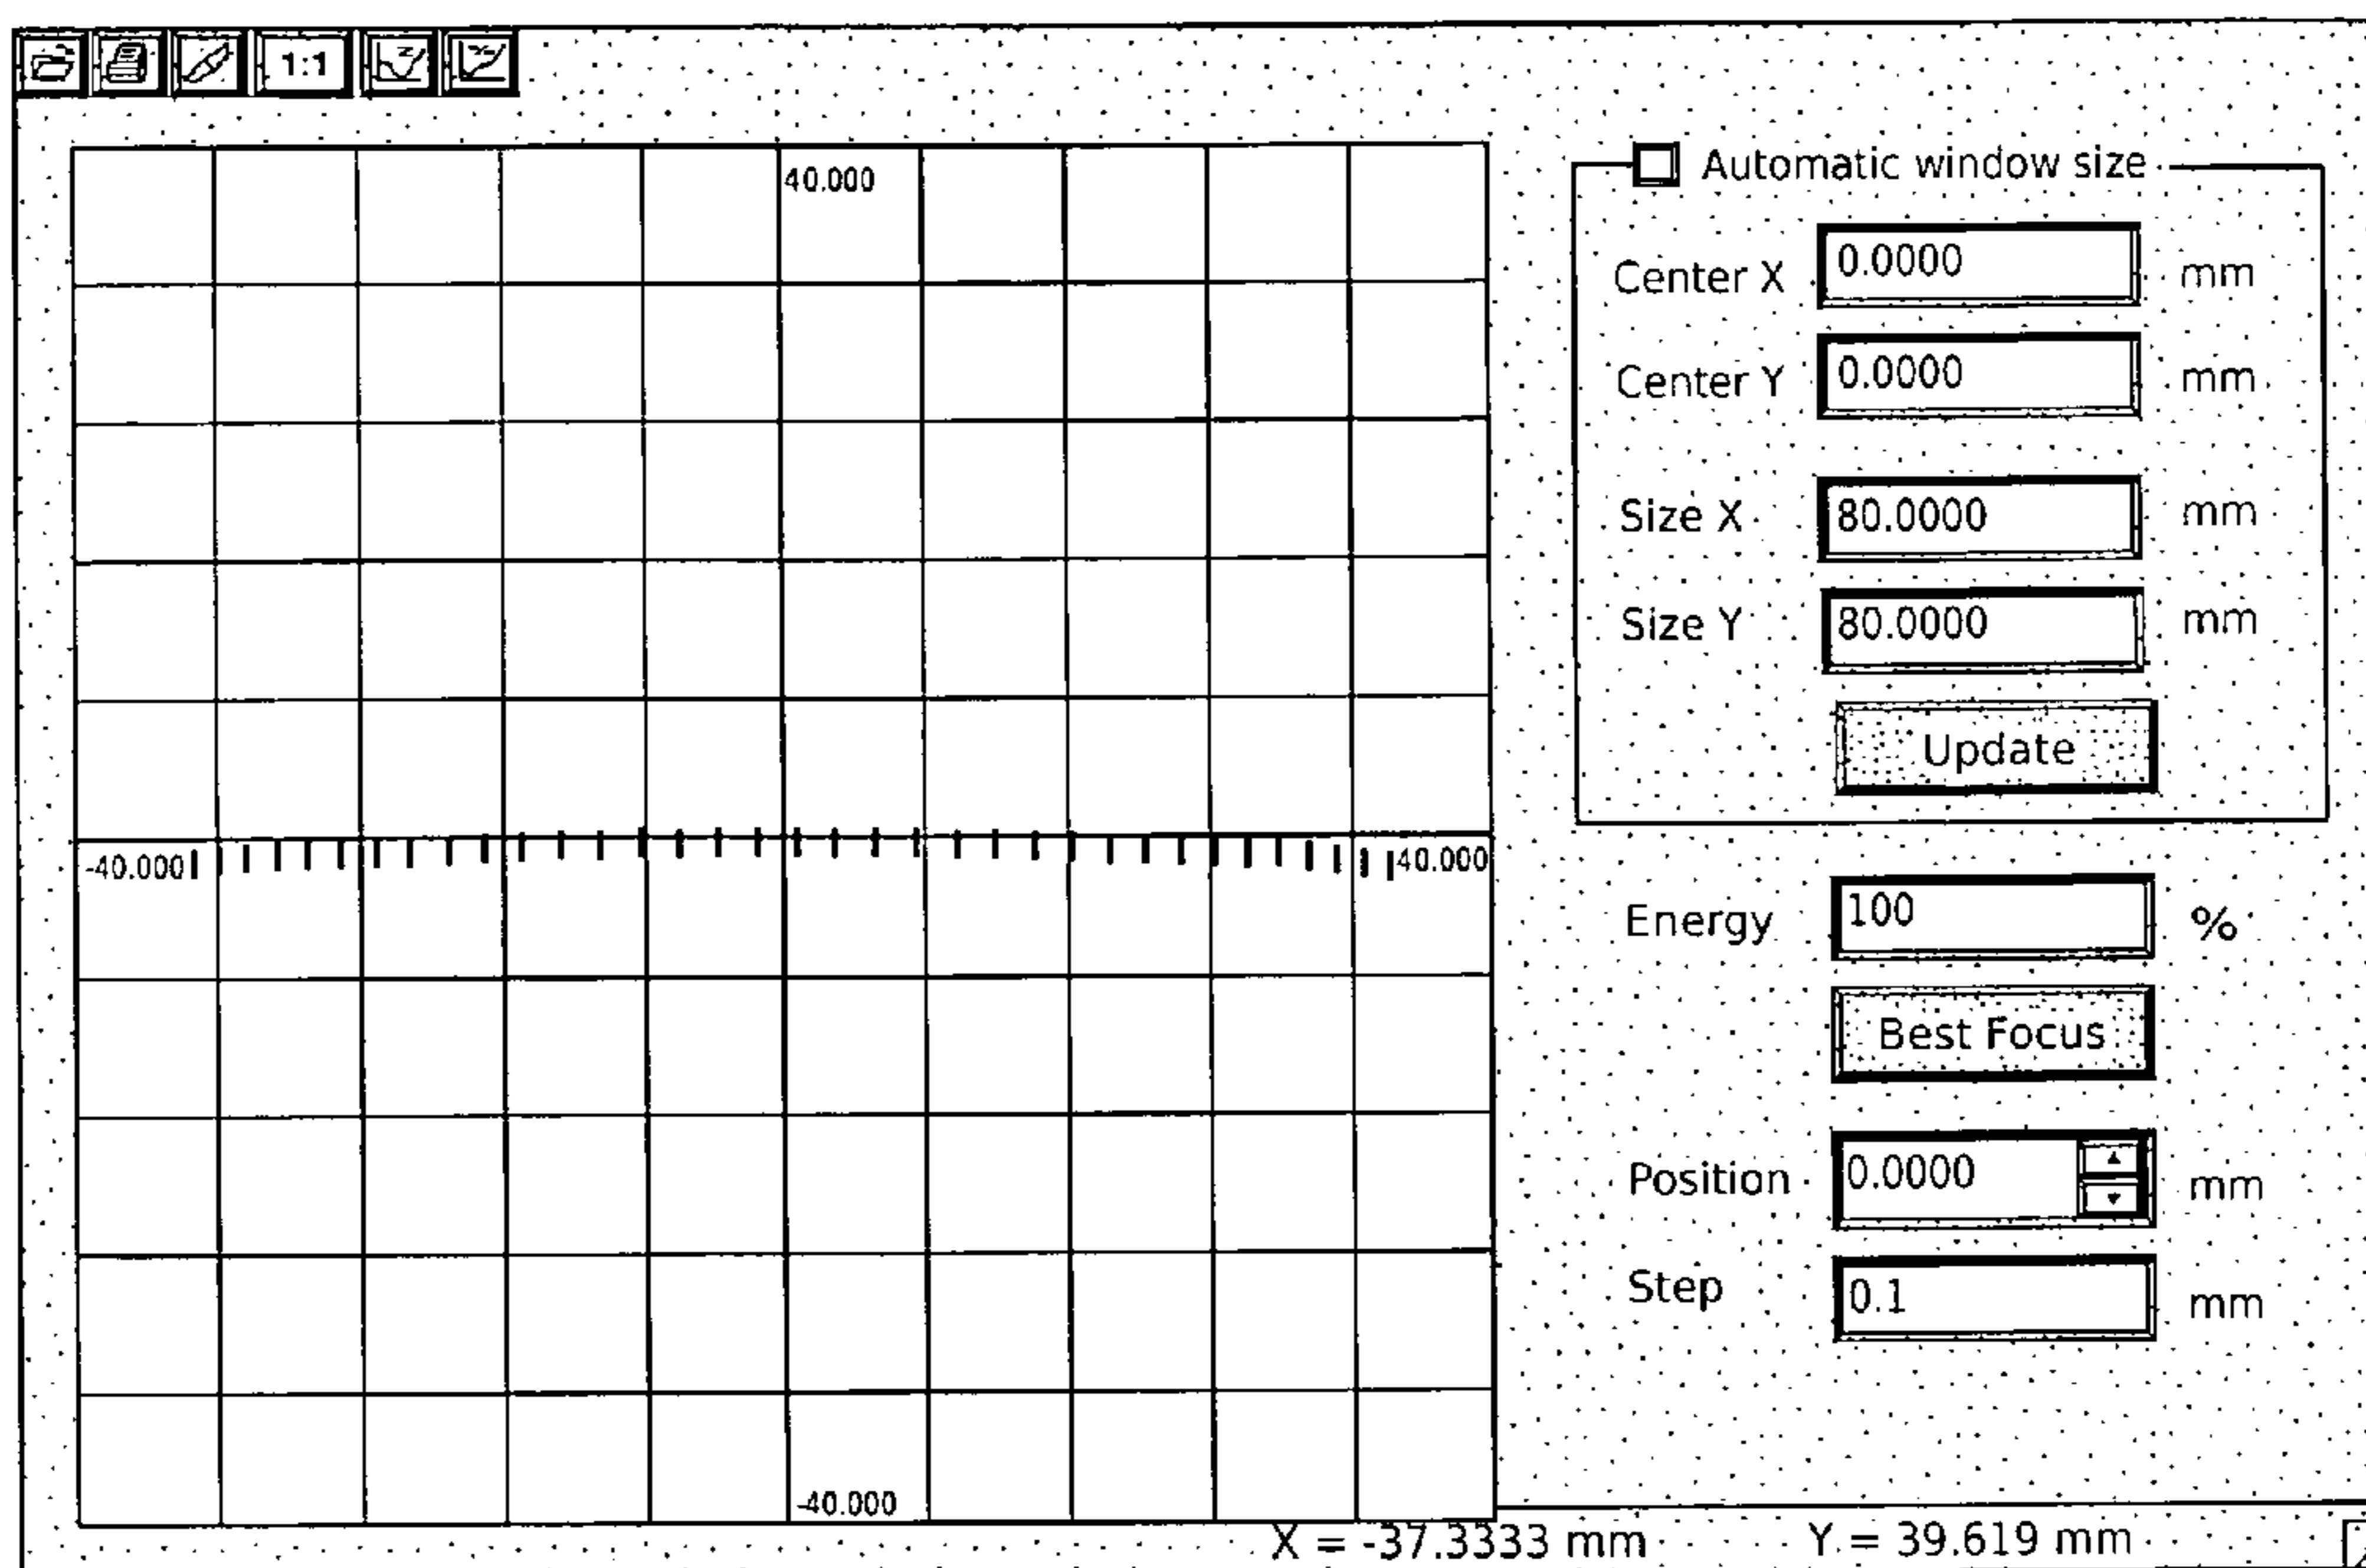 1:1
40.000
Automatic window size
Center X 0.0000 mm
Center Y 0.0000 mm
Size X 80.0000 mm
Size Y 80.0000 mm
Update
-40.000 40.000
Energy 100 %
Best Focus
Position 0.0000 mm
Step 0.1 mm
-40.000
X = -37.3333 mm Y = 39.619 mm